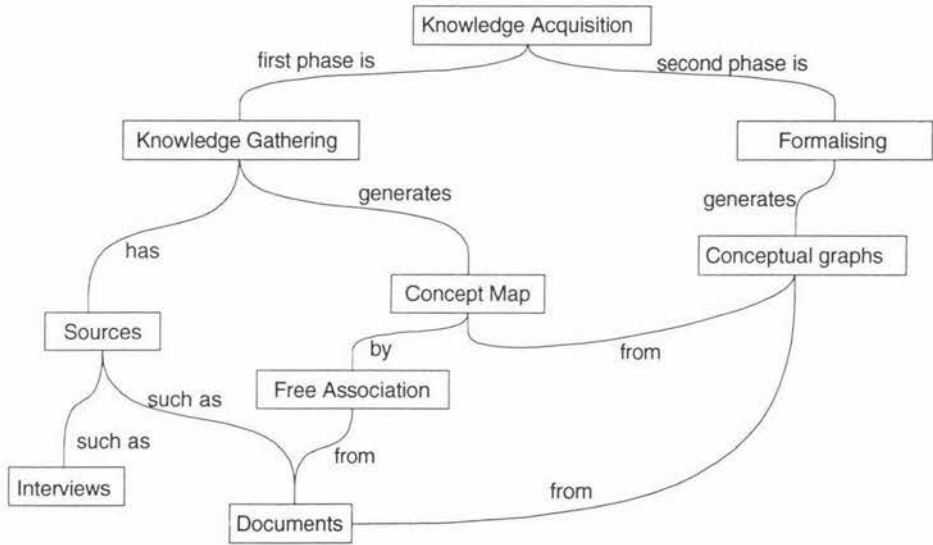 Knowledge Acquisition
first phase is
second phase is
Knowledge Gathering
Formalising
generates
generates
has
Conceptual graphs
Concept Map
Sources
by
from
Free Association
such as
such as
from
Interviews
from
Documents